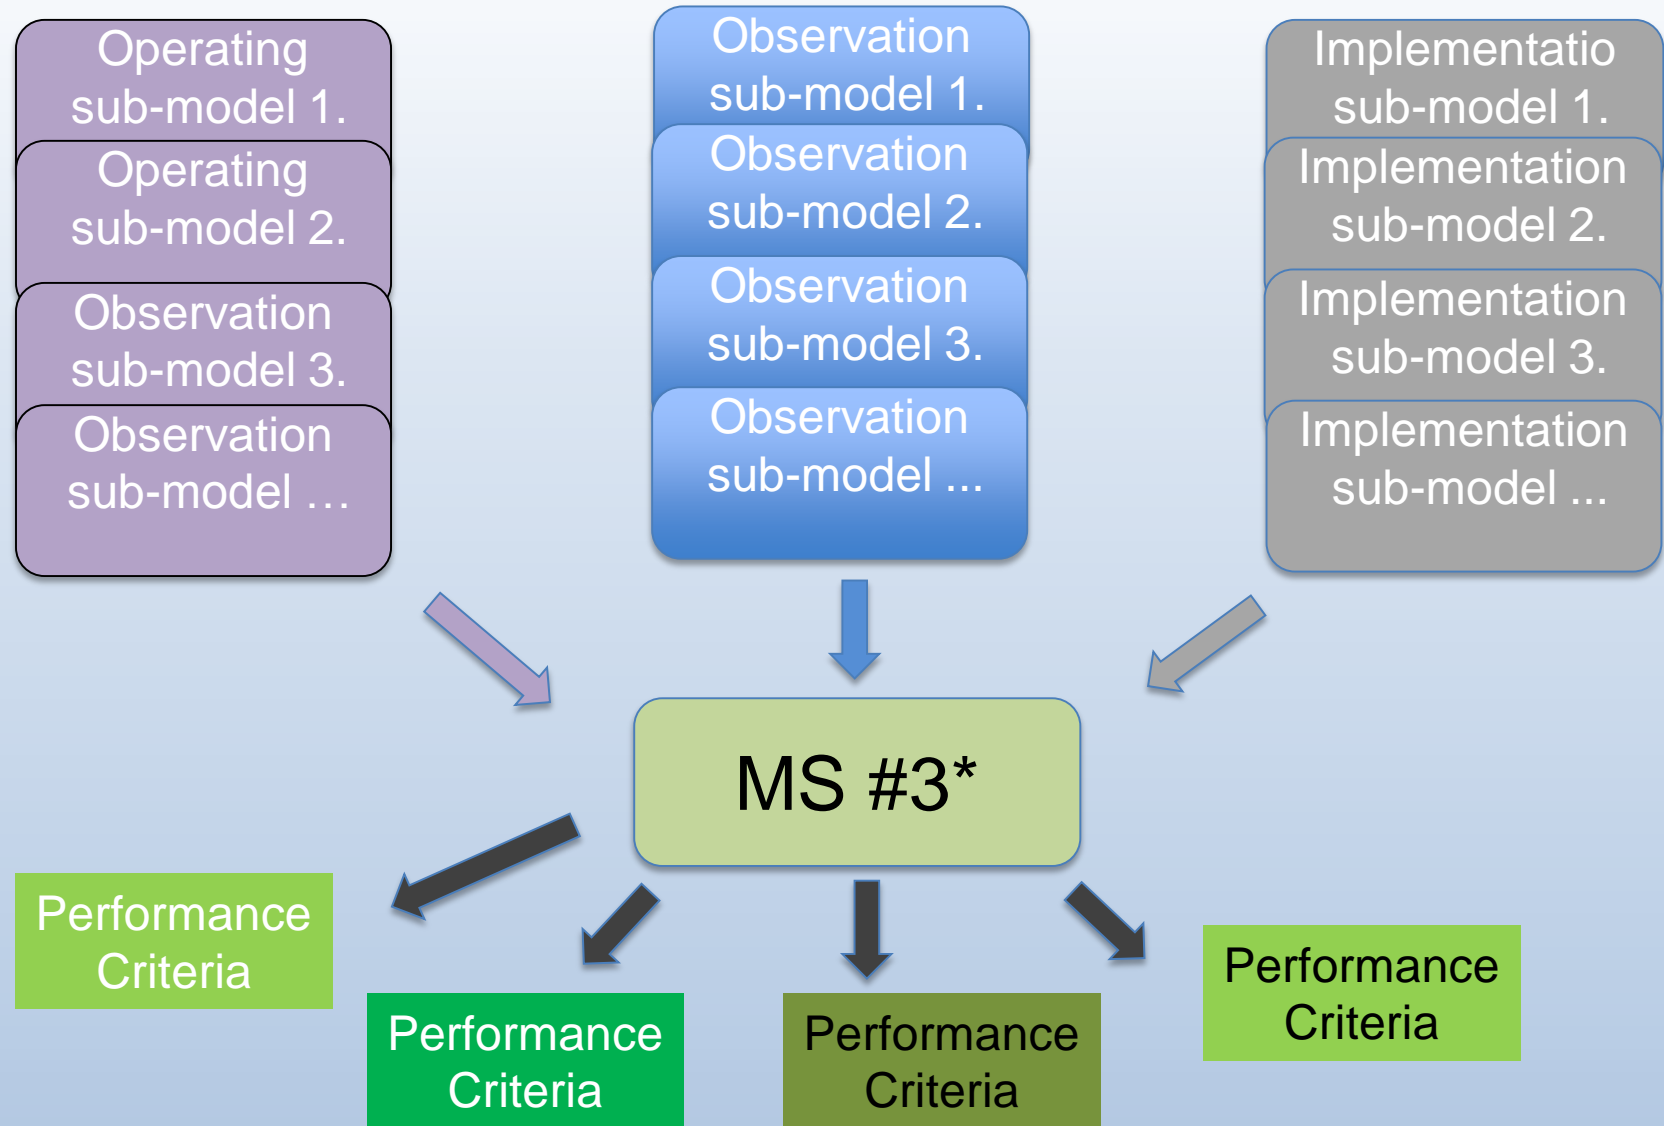 Operating
sub-model 1.
Operating
sub-model 2.
Observation
sub-model 3.
Observation
sub-model …
Observation
sub-model 1.
Observation
sub-model 2.
Observation
sub-model 3.
Observation
sub-model ...
Implementatio
sub-model 1.
Implementation
sub-model 2.
Implementation
sub-model 3.
Implementation
sub-model ...
MS #3*
Performance
Criteria
Performance
Criteria
Performance
Criteria
Performance
Criteria